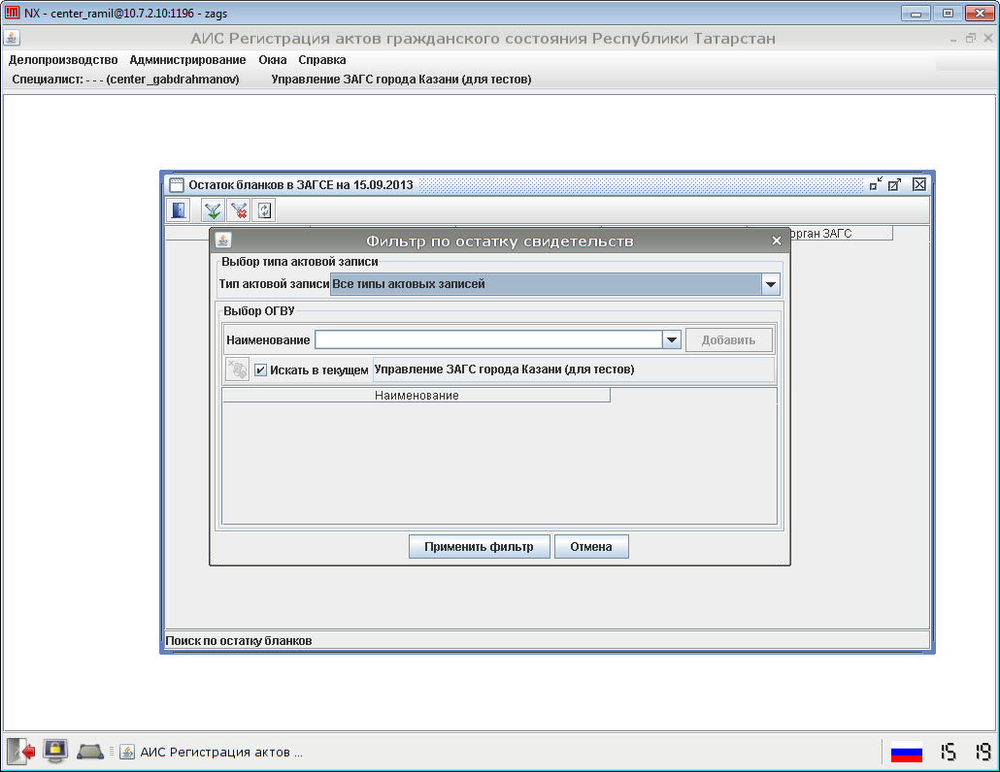 NX - center_ramil@10.7.2.10:1196 - zags
АИС Регистрация актов гражданского состояния Республики Татарстан
Делопроизводство Администрирование Окна Справка
Специалист: - - - (center_gabdrahmanov) Управление ЗАГС города Казани (для тестов)
Остаток бланков в ЗАГСЕ на 15.09.2013
орган ЗАГС
Фильтр по остатку свидетельств
Выбор типа актовой записи
Тип актовой записи Все типы актовых записей
Выбор ОГВУ
Наименование Добавить
Искать в текущем Управление ЗАГС города Казани (для тестов)
Наименование
Применить фильтр Отмена
Поиск по остатку бланков
АИС Регистрация актов ... 15 19